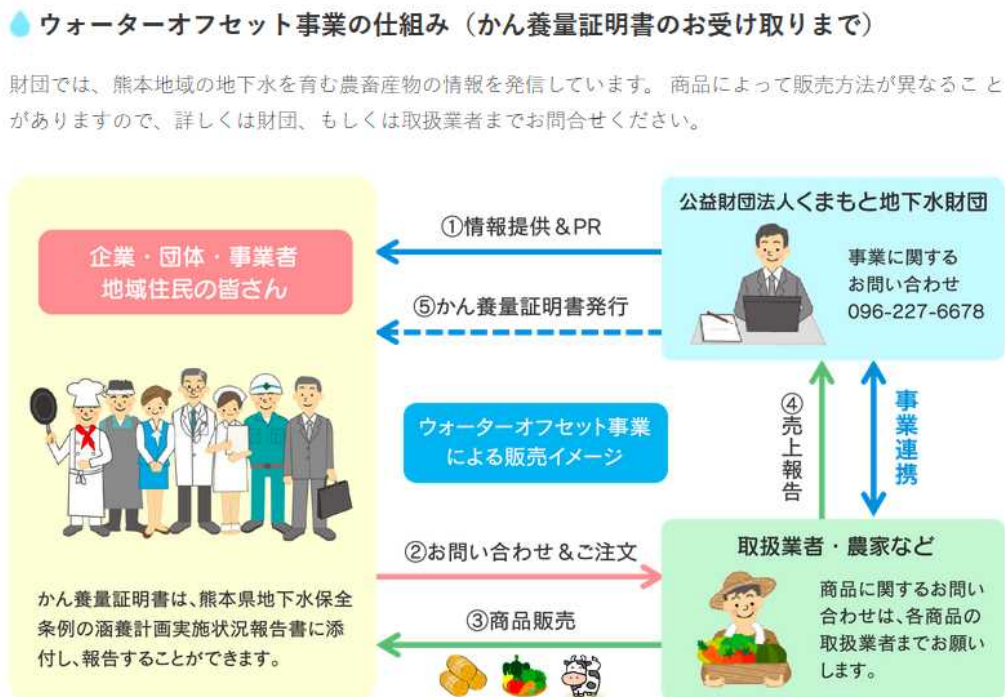 ウォーターオフセット事業の仕組み（かん養量証明書のお受け取りまで）
財団では、熊本地域の地下水を育む農畜産物の情報を発信しています。 商品によって販売方法が異なること
がありますので、詳しくは財団、もしくは取扱業者までお問合せください。
企業・団体・事業者
地域住民の皆さん
①情報提供＆PR
⑤かん養量証明書発行
公益財団法人くまもと地下水財団
事業に関する
お問い合わせ
096-227-6678
ウォーターオフセット事業
による販売イメージ
④売上報告
事業連携
②お問い合わせ＆ご注文
③商品販売
取扱業者・農家など
商品に関するお問い
合わせは、各商品の
取扱業者までお願い
します。
かん養量証明書は、熊本県地下水保全
条例の涵養計画実施状況報告書に添
付し、報告することができます。